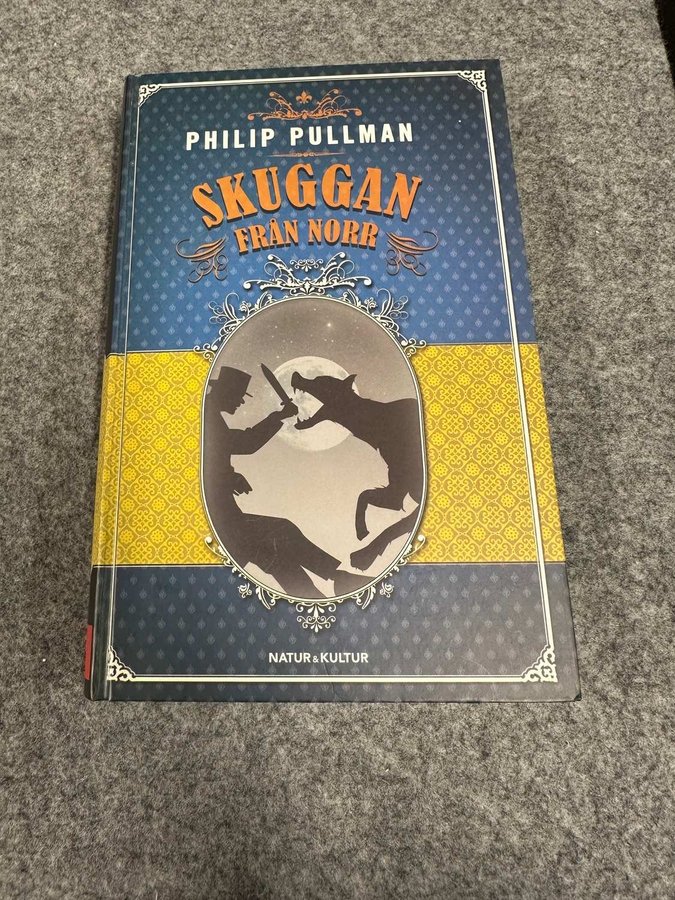 PHILIP PULLMAN
SKUGGAN
FRÅN NORR
NATUR & KULTUR